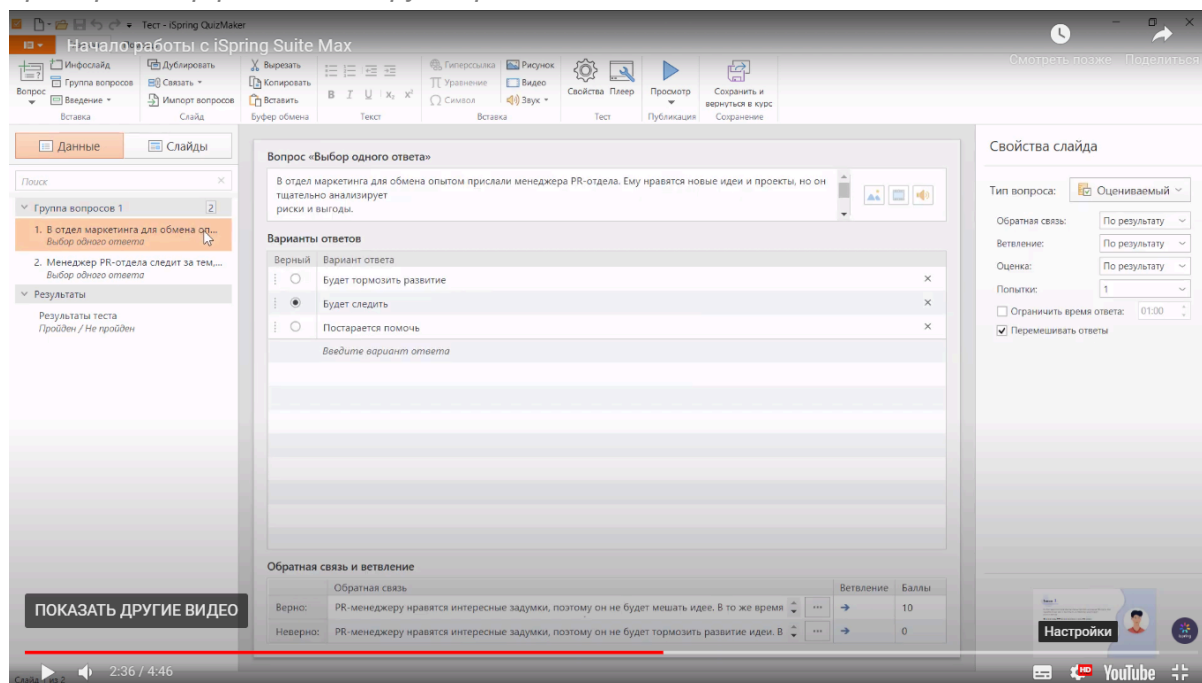 Тест - iSpring QuizMaker
Начало работы с iSpring Suite Max
Смотреть позже Поделиться
Вопрос
Инфослайд
Группа вопросов
Введение
Вставка
Дублировать
Связать
Импорт вопросов
Слайд
Вырезать
Копировать
Вставить
Буфер обмена
B I U X₂ X²
Текст
Гиперссылка
Уравнение
Символ
Рисунок
Видео
Звук
Вставка
Свойства Плеер
Тест
Просмотр
Публикация
Сохранить и
вернуться в курс
Сохранение
Данные Слайды
Поиск
Группа вопросов 1 2
1. В отдел маркетинга для обмена оп...
Выбор одного ответа
2. Менеджер PR-отдела следит за тем,...
Выбор одного ответа
Результаты
Результаты теста
Пройден / Не пройден
Вопрос «Выбор одного ответа»
В отдел маркетинга для обмена опытом прислали менеджера PR-отдела. Ему нравятся новые идеи и проекты, но он
тщательно анализирует
риски и выгоды.
Варианты ответов
Верный Вариант ответа
Будет тормозить развитие
Будет следить
Постарается помочь
Введите вариант ответа
Обратная связь и ветвление
Обратная связь Ветвление Баллы
Верно: PR-менеджеру нравятся интересные задумки, поэтому он не будет мешать идее. В то же время ... 10
Неверно: PR-менеджеру нравятся интересные задумки, поэтому он не будет тормозить развитие идеи. В ... 0
Свойства слайда
Тип вопроса: Оцениваемый
Обратная связь: По результату
Ветвление: По результату
Оценка: По результату
Попытки: 1
Ограничить время ответа: 01:00
Перемешивать ответы
ПОКАЗАТЬ ДРУГИЕ ВИДЕО
Настройки
2:36 / 4:46
HD
YouTube